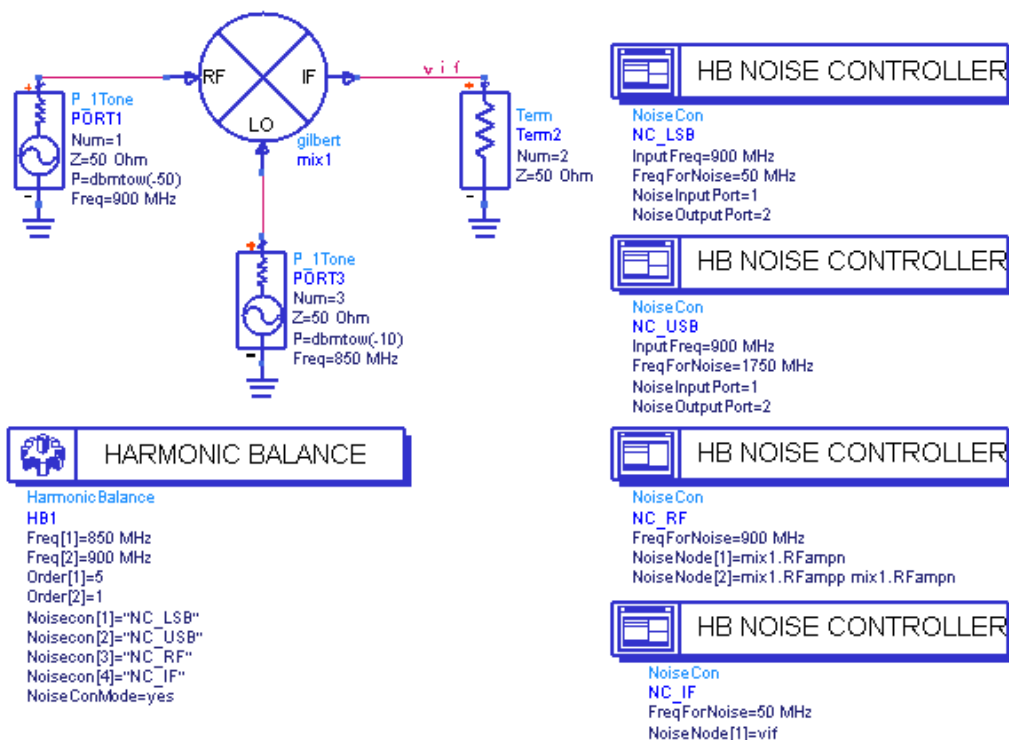 RF
IF
LO
vif
gilbert
mix1
P_1Tone
PORT1
Num=1
Z=50 Ohm
P=dbmtow(-50)
Freq=900 MHz
Term
Term2
Num=2
Z=50 Ohm
P_1Tone
PORT3
Num=3
Z=50 Ohm
P=dbmtow(-10)
Freq=850 MHz
HARMONIC BALANCE
HarmonicBalance
HB1
Freq[1]=850 MHz
Freq[2]=900 MHz
Order[1]=5
Order[2]=1
Noisecon[1]="NC_LSB"
Noisecon[2]="NC_USB"
Noisecon[3]="NC_RF"
Noisecon[4]="NC_IF"
NoiseConMode=yes
HB NOISE CONTROLLER
NoiseCon
NC_LSB
InputFreq=900 MHz
FreqForNoise=50 MHz
NoiseInputPort=1
NoiseOutputPort=2
HB NOISE CONTROLLER
NoiseCon
NC_USB
InputFreq=900 MHz
FreqForNoise=1750 MHz
NoiseInputPort=1
NoiseOutputPort=2
HB NOISE CONTROLLER
NoiseCon
NC_RF
FreqForNoise=900 MHz
NoiseNode[1]=mix1.RFampn
NoiseNode[2]=mix1.RFampp mix1.RFampn
HB NOISE CONTROLLER
NoiseCon
NC_IF
FreqForNoise=50 MHz
NoiseNode[1]=vif